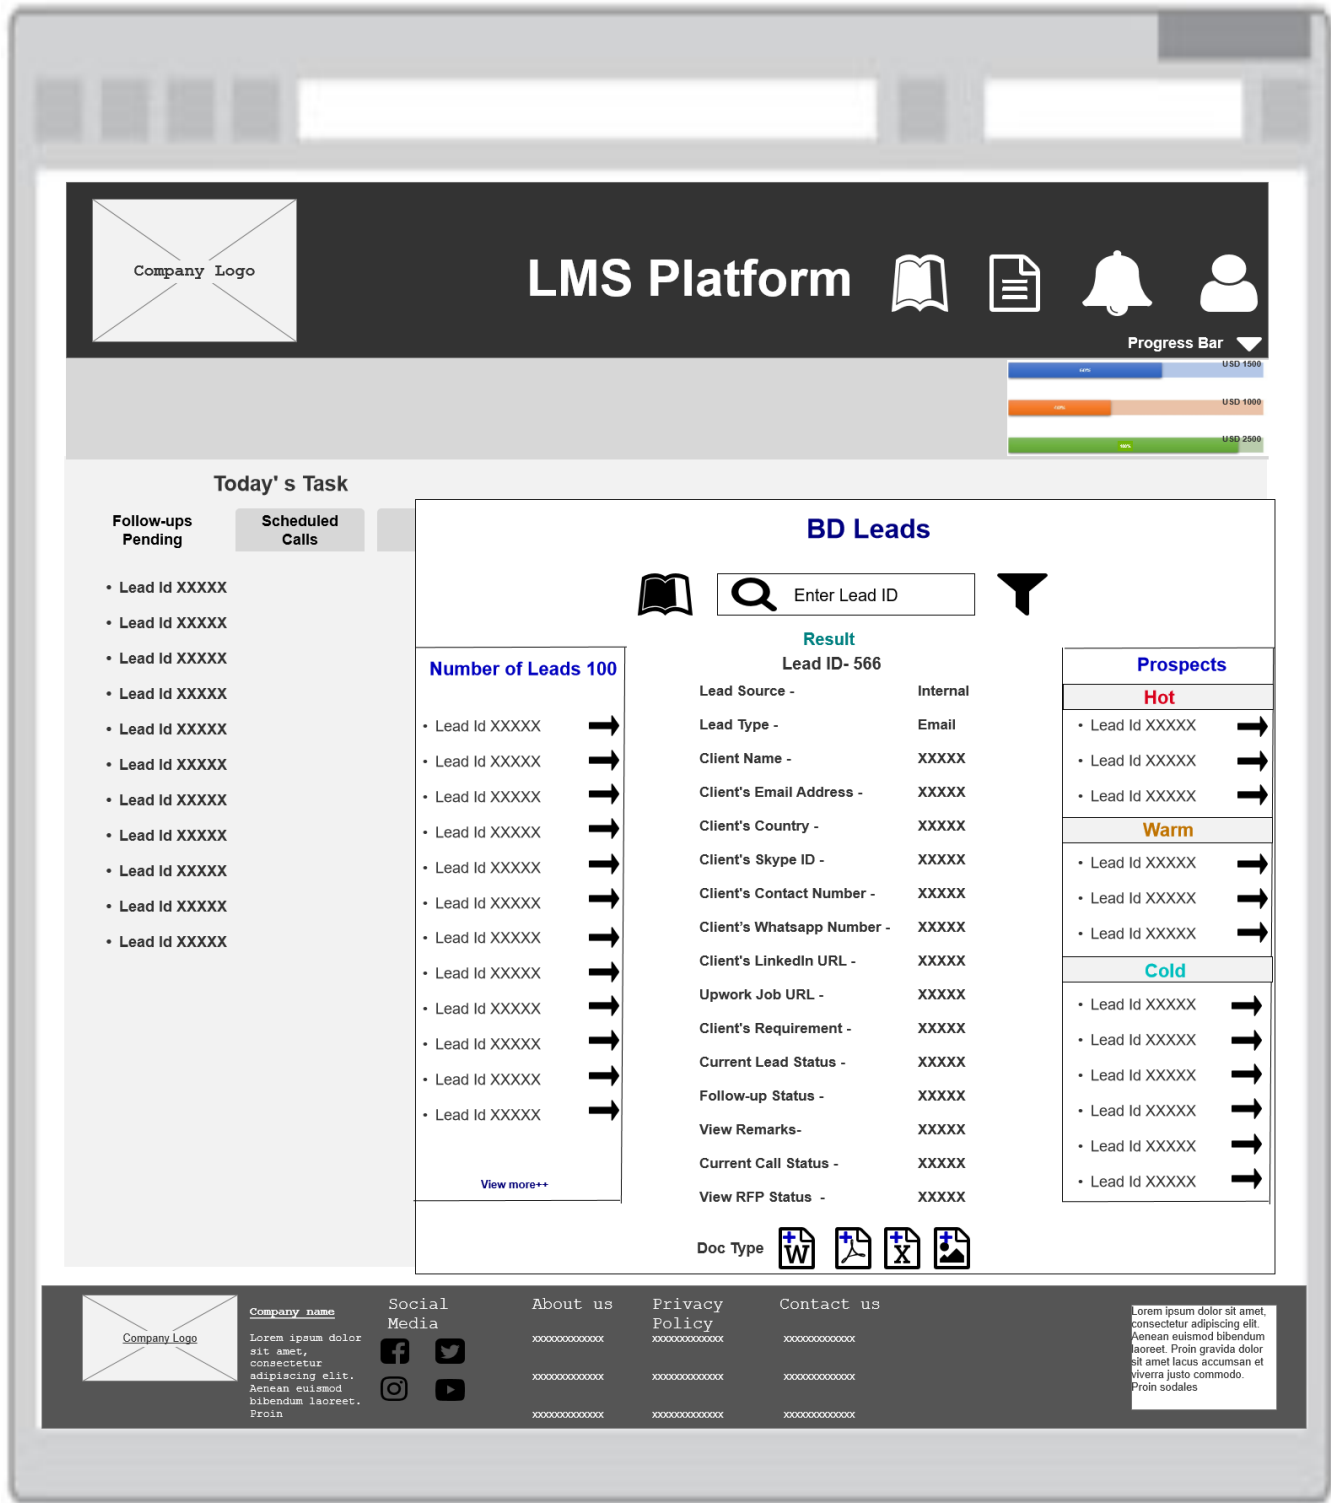 Company Logo
LMS Platform
Progress Bar
USD 1500
USD 1000
USD 2500
100%
Today' s Task
Follow-ups
Pending
Scheduled
Calls
• Lead Id XXXXX
• Lead Id XXXXX
• Lead Id XXXXX
• Lead Id XXXXX
• Lead Id XXXXX
• Lead Id XXXXX
• Lead Id XXXXX
• Lead Id XXXXX
• Lead Id XXXXX
• Lead Id XXXXX
• Lead Id XXXXX
BD Leads
Enter Lead ID
Number of Leads 100
• Lead Id XXXXX
• Lead Id XXXXX
• Lead Id XXXXX
• Lead Id XXXXX
• Lead Id XXXXX
• Lead Id XXXXX
• Lead Id XXXXX
• Lead Id XXXXX
• Lead Id XXXXX
• Lead Id XXXXX
• Lead Id XXXXX
• Lead Id XXXXX
View more++
Result
Lead ID- 566
Lead Source - Internal
Lead Type - Email
Client Name - XXXXX
Client's Email Address - XXXXX
Client's Country - XXXXX
Client's Skype ID - XXXXX
Client's Contact Number - XXXXX
Client's Whatsapp Number - XXXXX
Client's LinkedIn URL - XXXXX
Upwork Job URL - XXXXX
Client's Requirement - XXXXX
Current Lead Status - XXXXX
Follow-up Status - XXXXX
View Remarks- XXXXX
Current Call Status - XXXXX
View RFP Status - XXXXX
Doc Type
W
X
Prospects
Hot
• Lead Id XXXXX
• Lead Id XXXXX
• Lead Id XXXXX
Warm
• Lead Id XXXXX
• Lead Id XXXXX
• Lead Id XXXXX
Cold
• Lead Id XXXXX
• Lead Id XXXXX
• Lead Id XXXXX
• Lead Id XXXXX
• Lead Id XXXXX
• Lead Id XXXXX
Company Logo
Company name
Lorem ipsum dolor
sit amet,
consectetur
adipiscing elit.
Aenean euismod
bibendum laoreet.
Proin
Social
Media
About us
xxxxxxxxxxxxx
xxxxxxxxxxxxx
xxxxxxxxxxxxx
Privacy
Policy
xxxxxxxxxxxxx
xxxxxxxxxxxxx
xxxxxxxxxxxxx
Contact us
xxxxxxxxxxxxx
xxxxxxxxxxxxx
xxxxxxxxxxxxx
Lorem ipsum dolor sit amet,
consectetur adipiscing elit.
Aenean euismod bibendum
laoreet. Proin gravida dolor
sit amet lacus accumsan et
viverra justo commodo.
Proin sodales